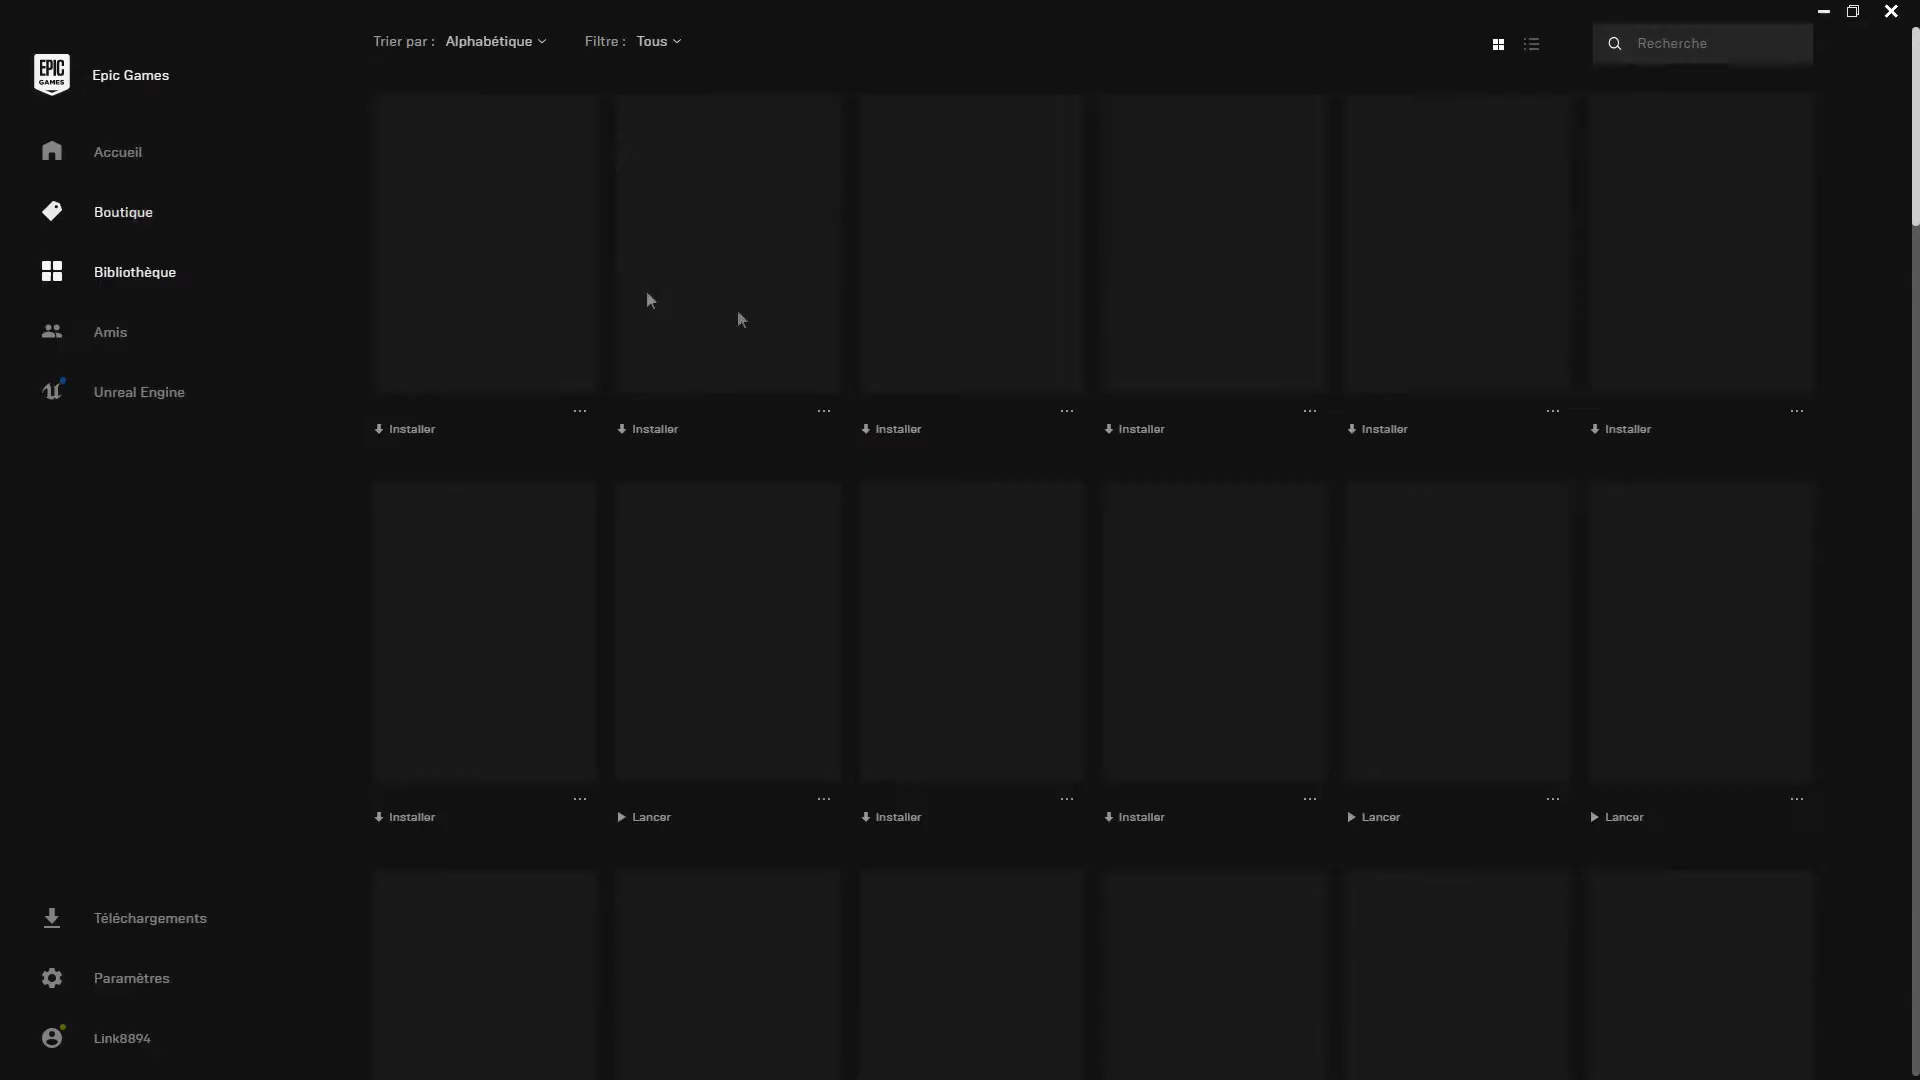 Trier par : Alphabétique
Filtre : Tous
Recherche
EPIC GAMES
Epic Games
Accueil
Boutique
Bibliothèque
Amis
Unreal Engine
Installer
Installer
Installer
Installer
Installer
Installer
Installer
Lancer
Installer
Installer
Lancer
Lancer
Téléchargements
Paramètres
Link8894